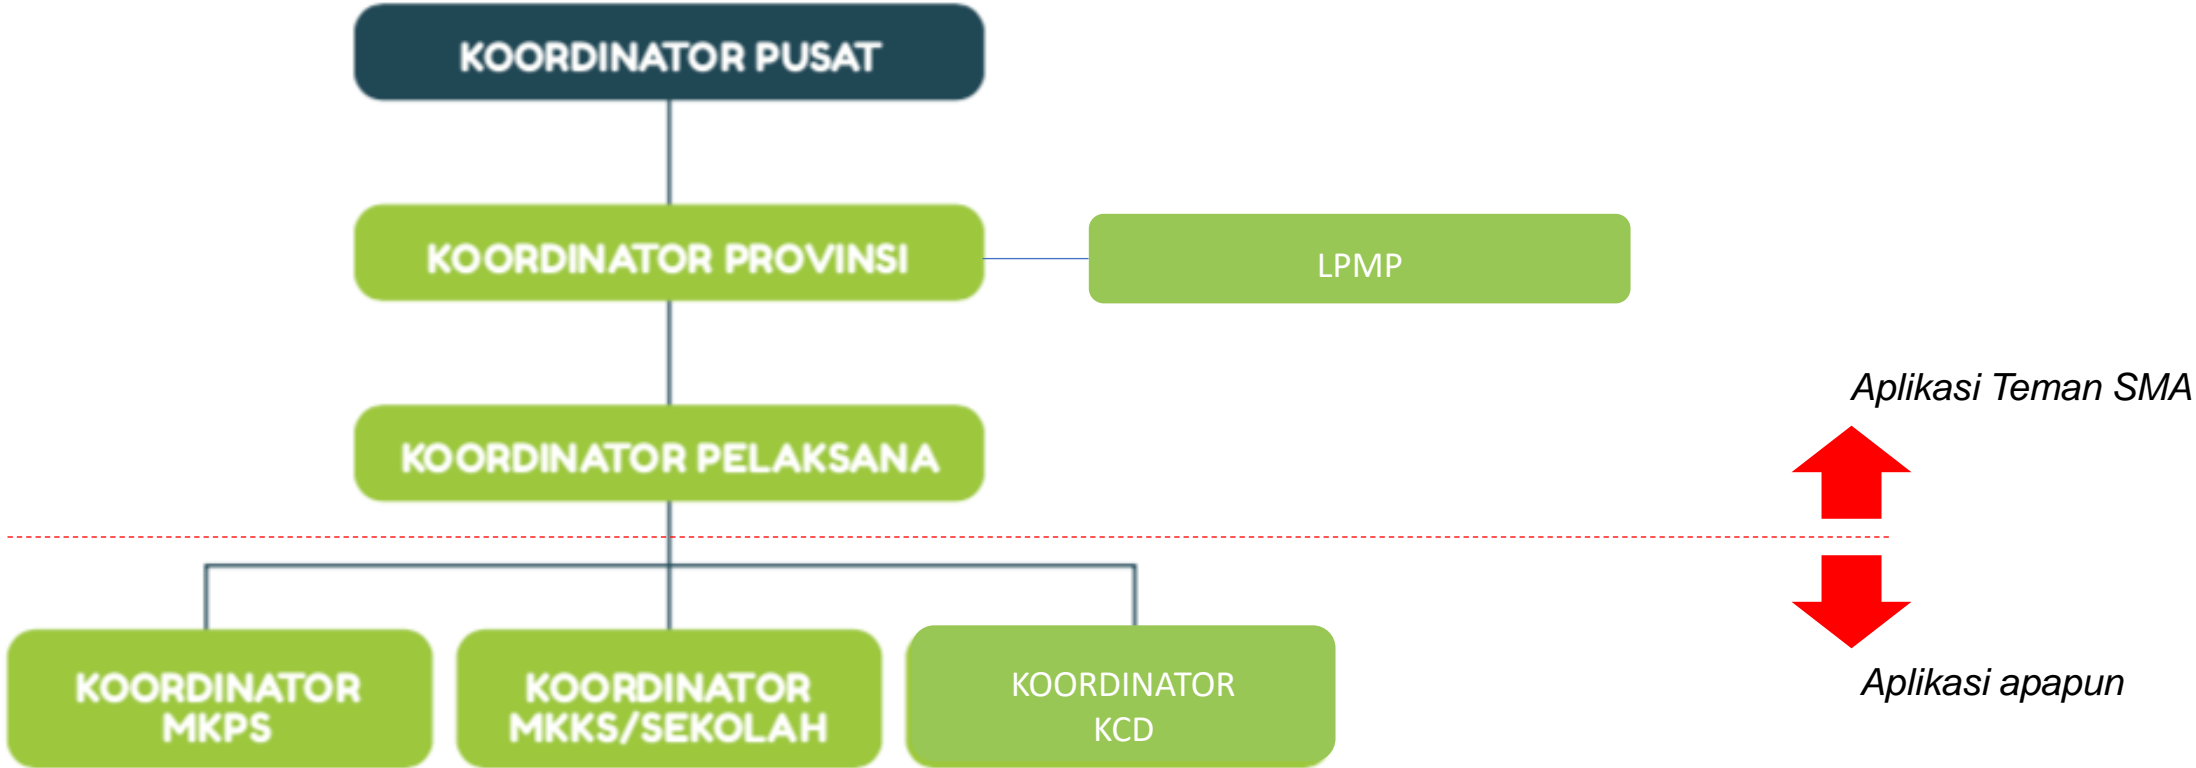 KOORDINATOR PUSAT
KOORDINATOR PROVINSI
LPMP
Aplikasi Teman SMA
KOORDINATOR PELAKSANA
KOORDINATOR
MKPS
KOORDINATOR
MKKS/SEKOLAH
KOORDINATOR
KCD
Aplikasi apapun